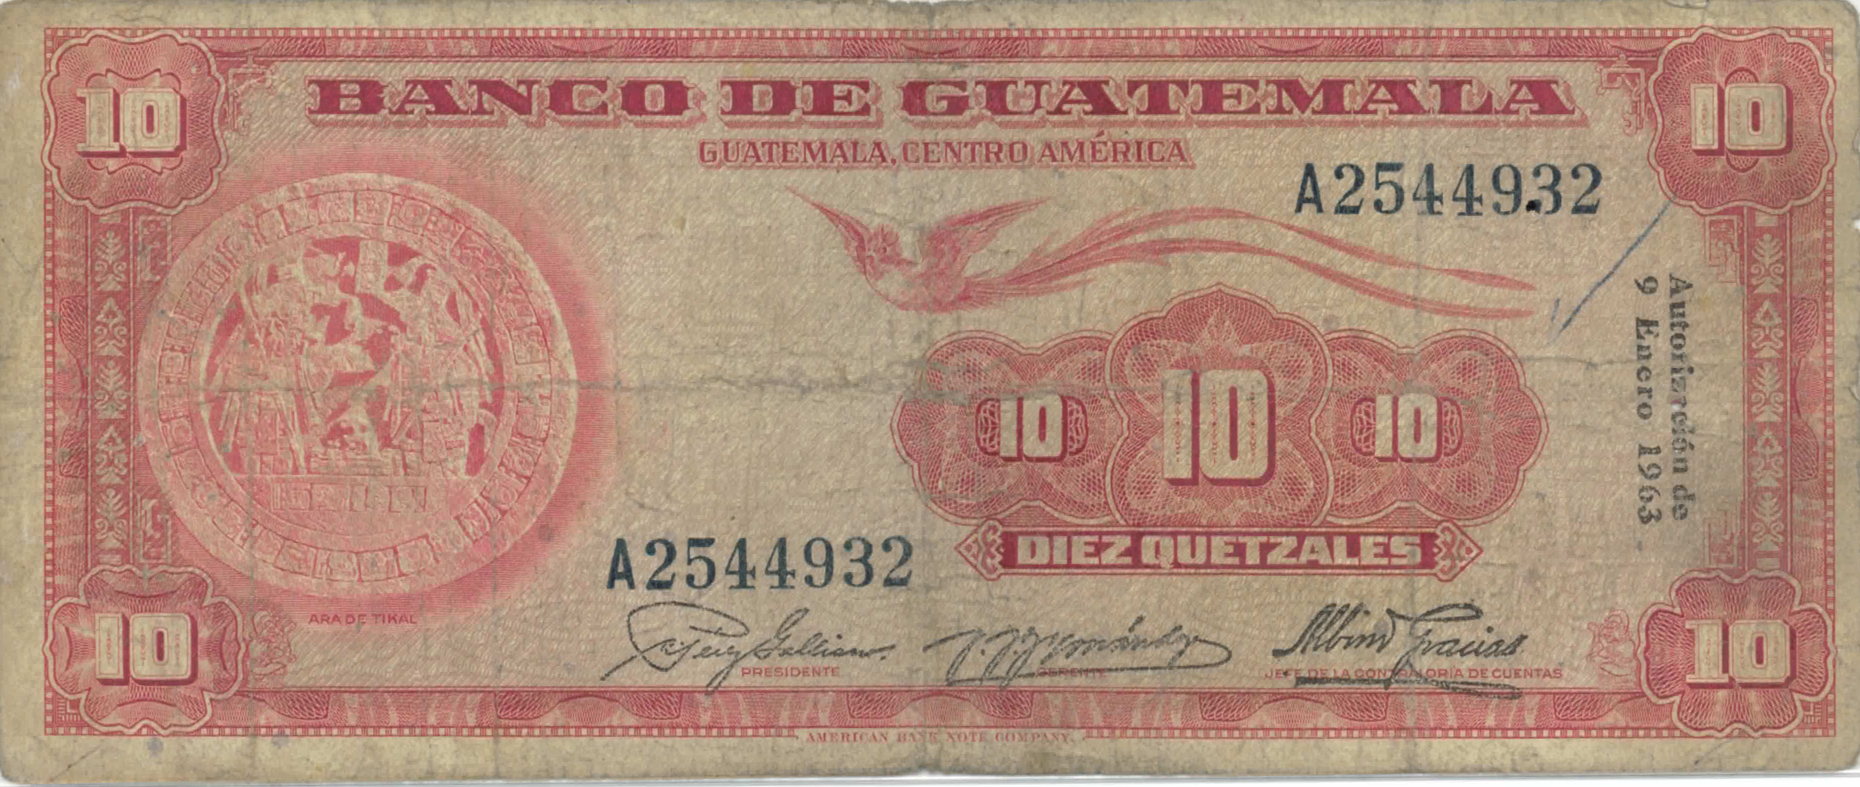 10
BANCO DE GUATEMALA
10
GUATEMALA, CENTRO AMÉRICA
A2544932
Autorización de
9 Enero 1963
10
10
10
DIEZ QUETZALES
A2544932
ARA DE TIKAL
PRESIDENTE
GERENTE
JEFE DE LA CONTRALORIA DE CUENTAS
10
10
AMERICAN BANK NOTE COMPANY.